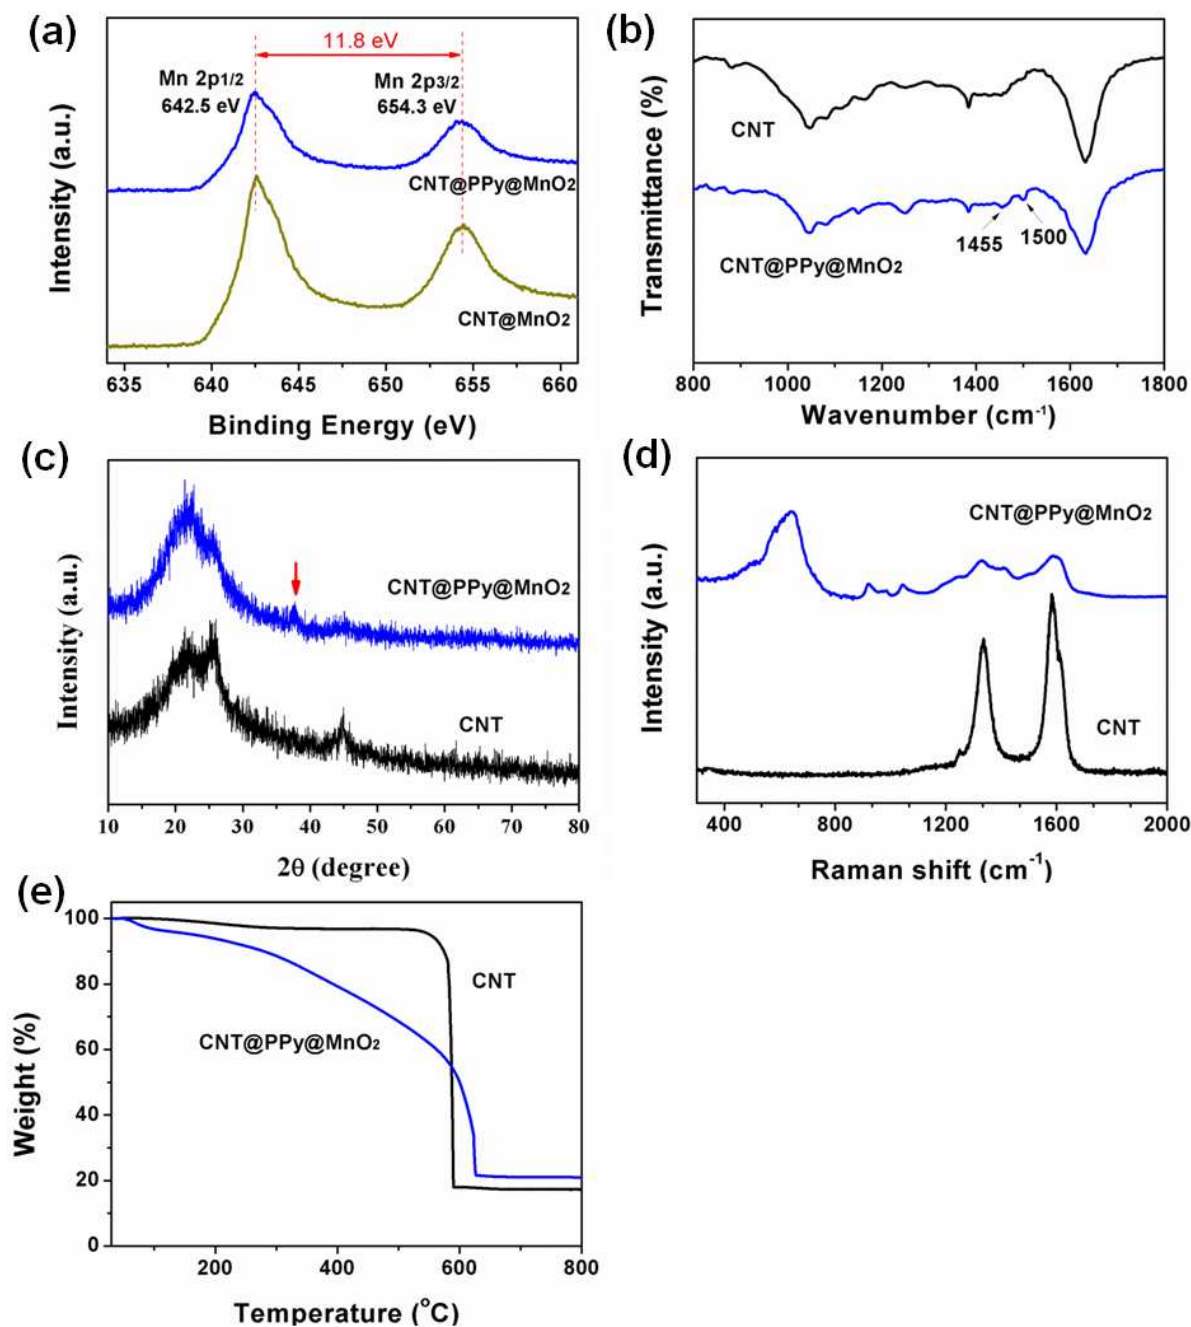 (a)
11.8 eV
Mn 2p1/2
642.5 eV
Mn 2p3/2
654.3 eV
CNT@PPy@MnO2
CNT@MnO2
Intensity (a.u.)
635 640 645 650 655 660
Binding Energy (eV)
(b)
CNT
1455 1500
CNT@PPy@MnO2
Transmittance (%)
800 1000 1200 1400 1600 1800
Wavenumber (cm-1)
(c)
CNT@PPy@MnO2
CNT
Intensity (a.u.)
10 20 30 40 50 60 70 80
2θ (degree)
(d)
CNT@PPy@MnO2
CNT
Intensity (a.u.)
400 800 1200 1600 2000
Raman shift (cm-1)
(e)
100
80
60
40
20
0
CNT
CNT@PPy@MnO2
Weight (%)
200 400 600 800
Temperature (°C)